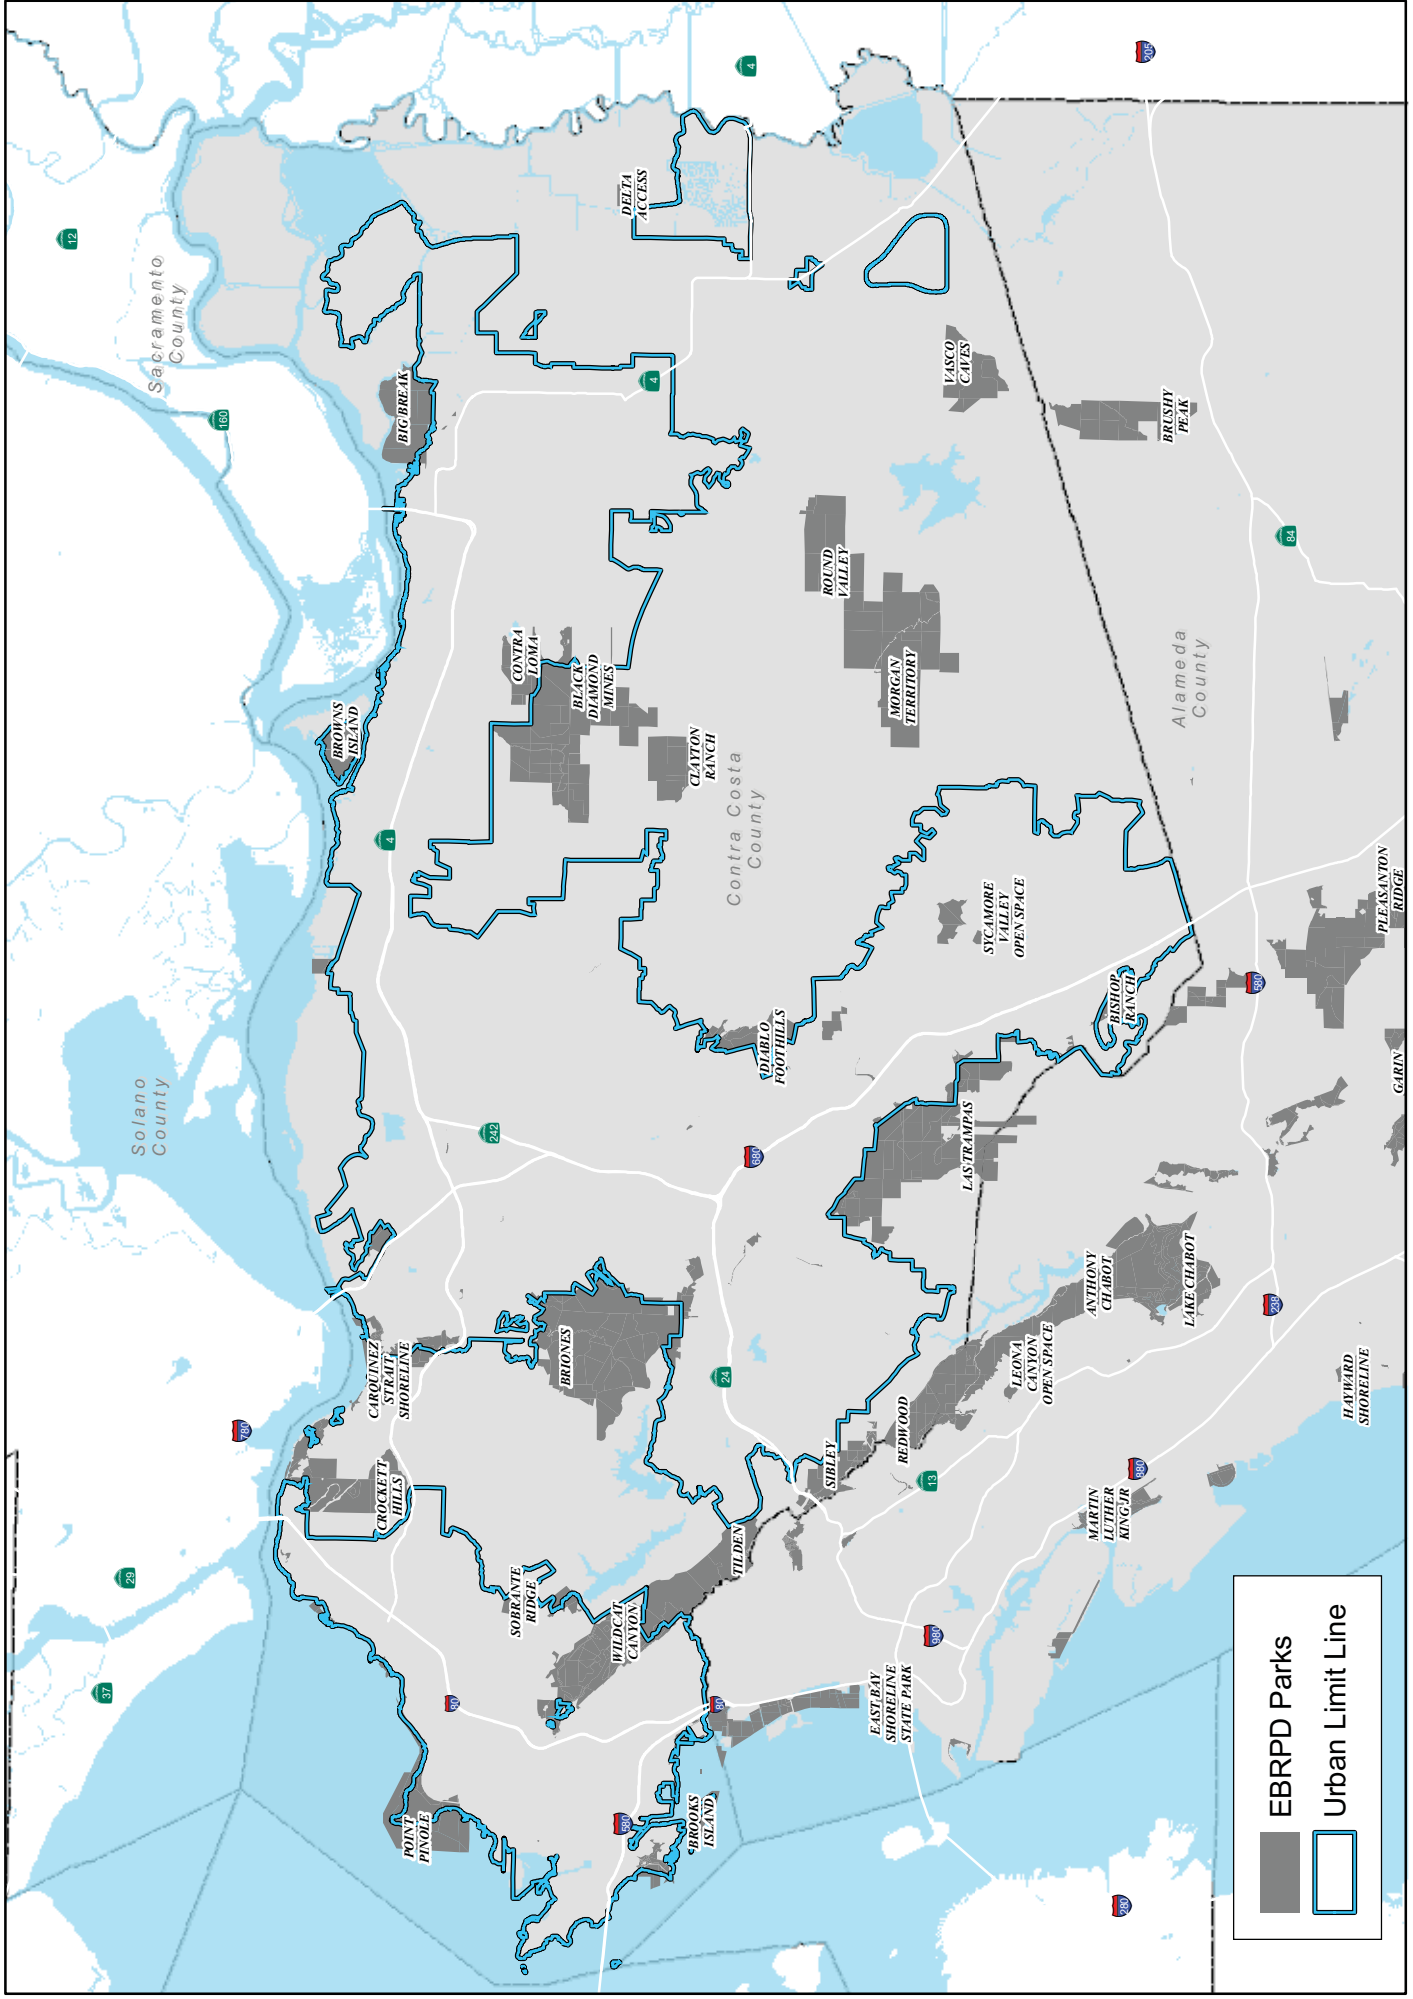 Sacramento
County
Solano
County
Contra Costa
County
Alameda
County
12
160
4
4
4
205
84
37
29
780
80
80
580
242
680
24
13
980
880
238
580
280
POINT
PINOLE
BROOKS
ISLAND
EAST BAY
SHORELINE
STATE PARK
WILDCAT
CANYON
SOBRANTE
RIDGE
TILDEN
CROCKETT
HILLS
CARQUINEZ
STRAIT
SHORELINE
BRIONES
SIBLEY
REDWOOD
LEONA
CANYON
OPEN SPACE
MARTIN
LUTHER
KING JR
HAYWARD
SHORELINE
ANTHONY
CHABOT
LAKE CHABOT
LAS TRAMPAS
DIABLO
FOOTHILLS
BISHOP
RANCH
GARIN
PLEASANTON
RIDGE
SYCAMORE
VALLEY
OPEN SPACE
BROWNS
ISLAND
CONTRA
LOMA
BLACK
DIAMOND
MINES
CLAYTON
RANCH
MORGAN
TERRITORY
ROUND
VALLEY
BIG BREAK
DELTA
ACCESS
VASCO
CAVES
BRUSHY
PEAK
EBRPD Parks
Urban Limit Line